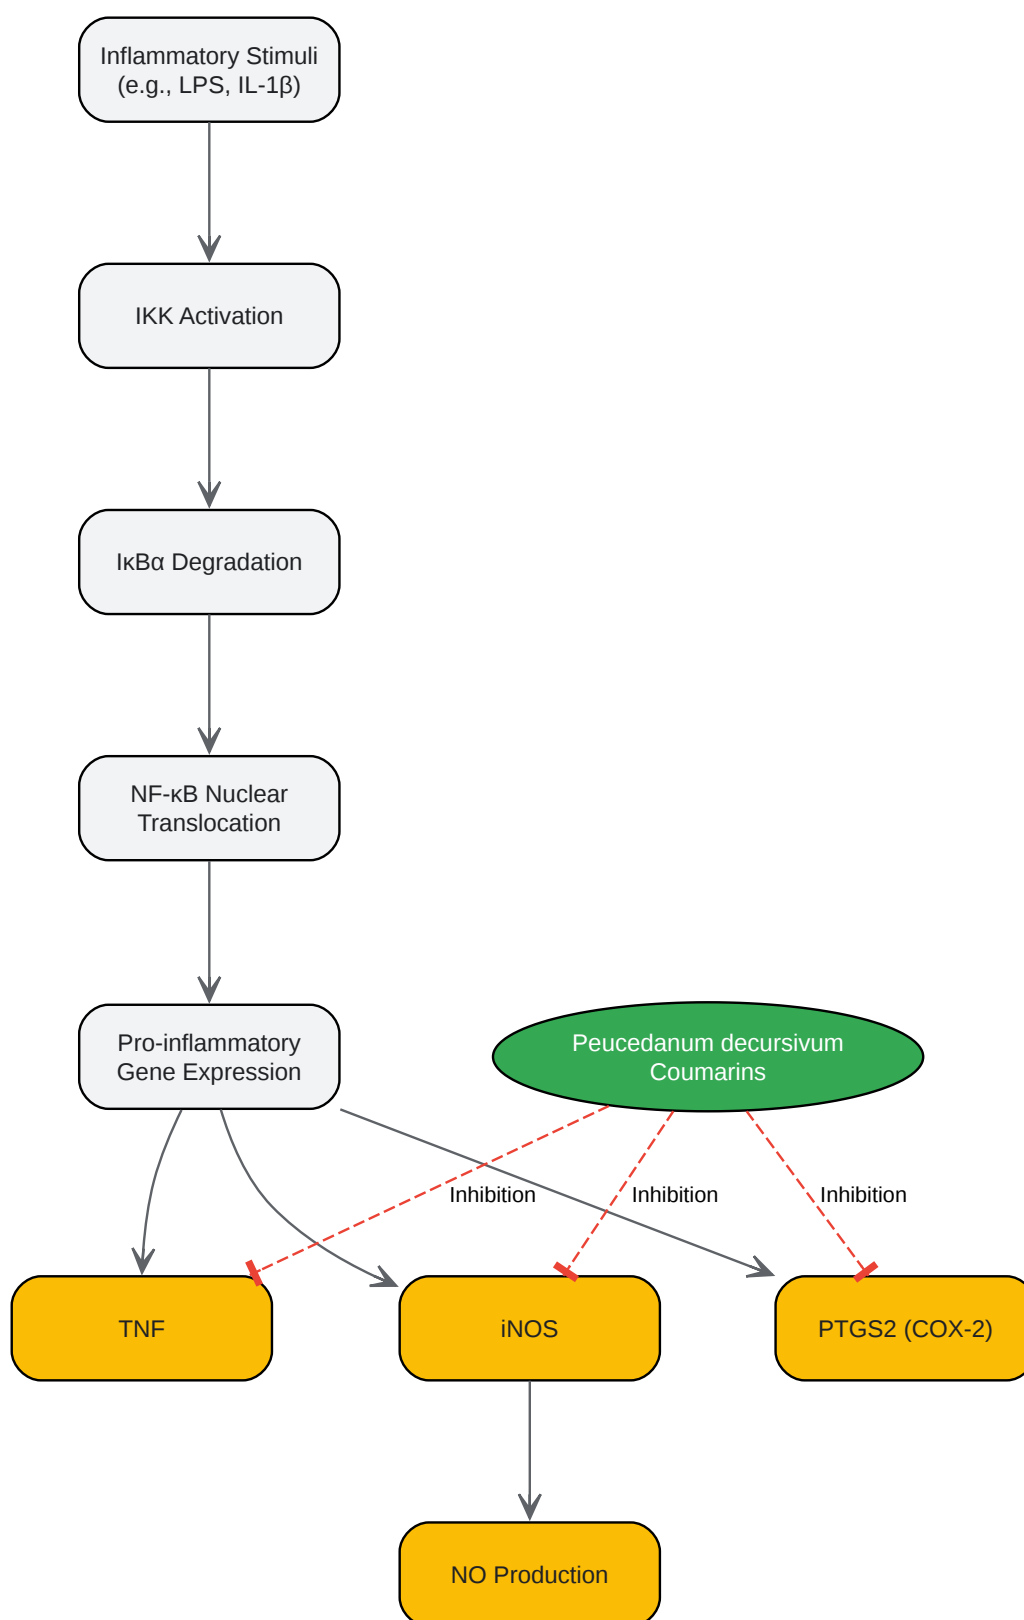 Inflammatory Stimuli
(e.g., LPS, IL-1β)
IKK Activation
IκBα Degradation
NF-κB Nuclear
Translocation
Pro-inflammatory
Gene Expression
Peucedanum decursivum
Coumarins
Inhibition
Inhibition
Inhibition
TNF
iNOS
PTGS2 (COX-2)
NO Production